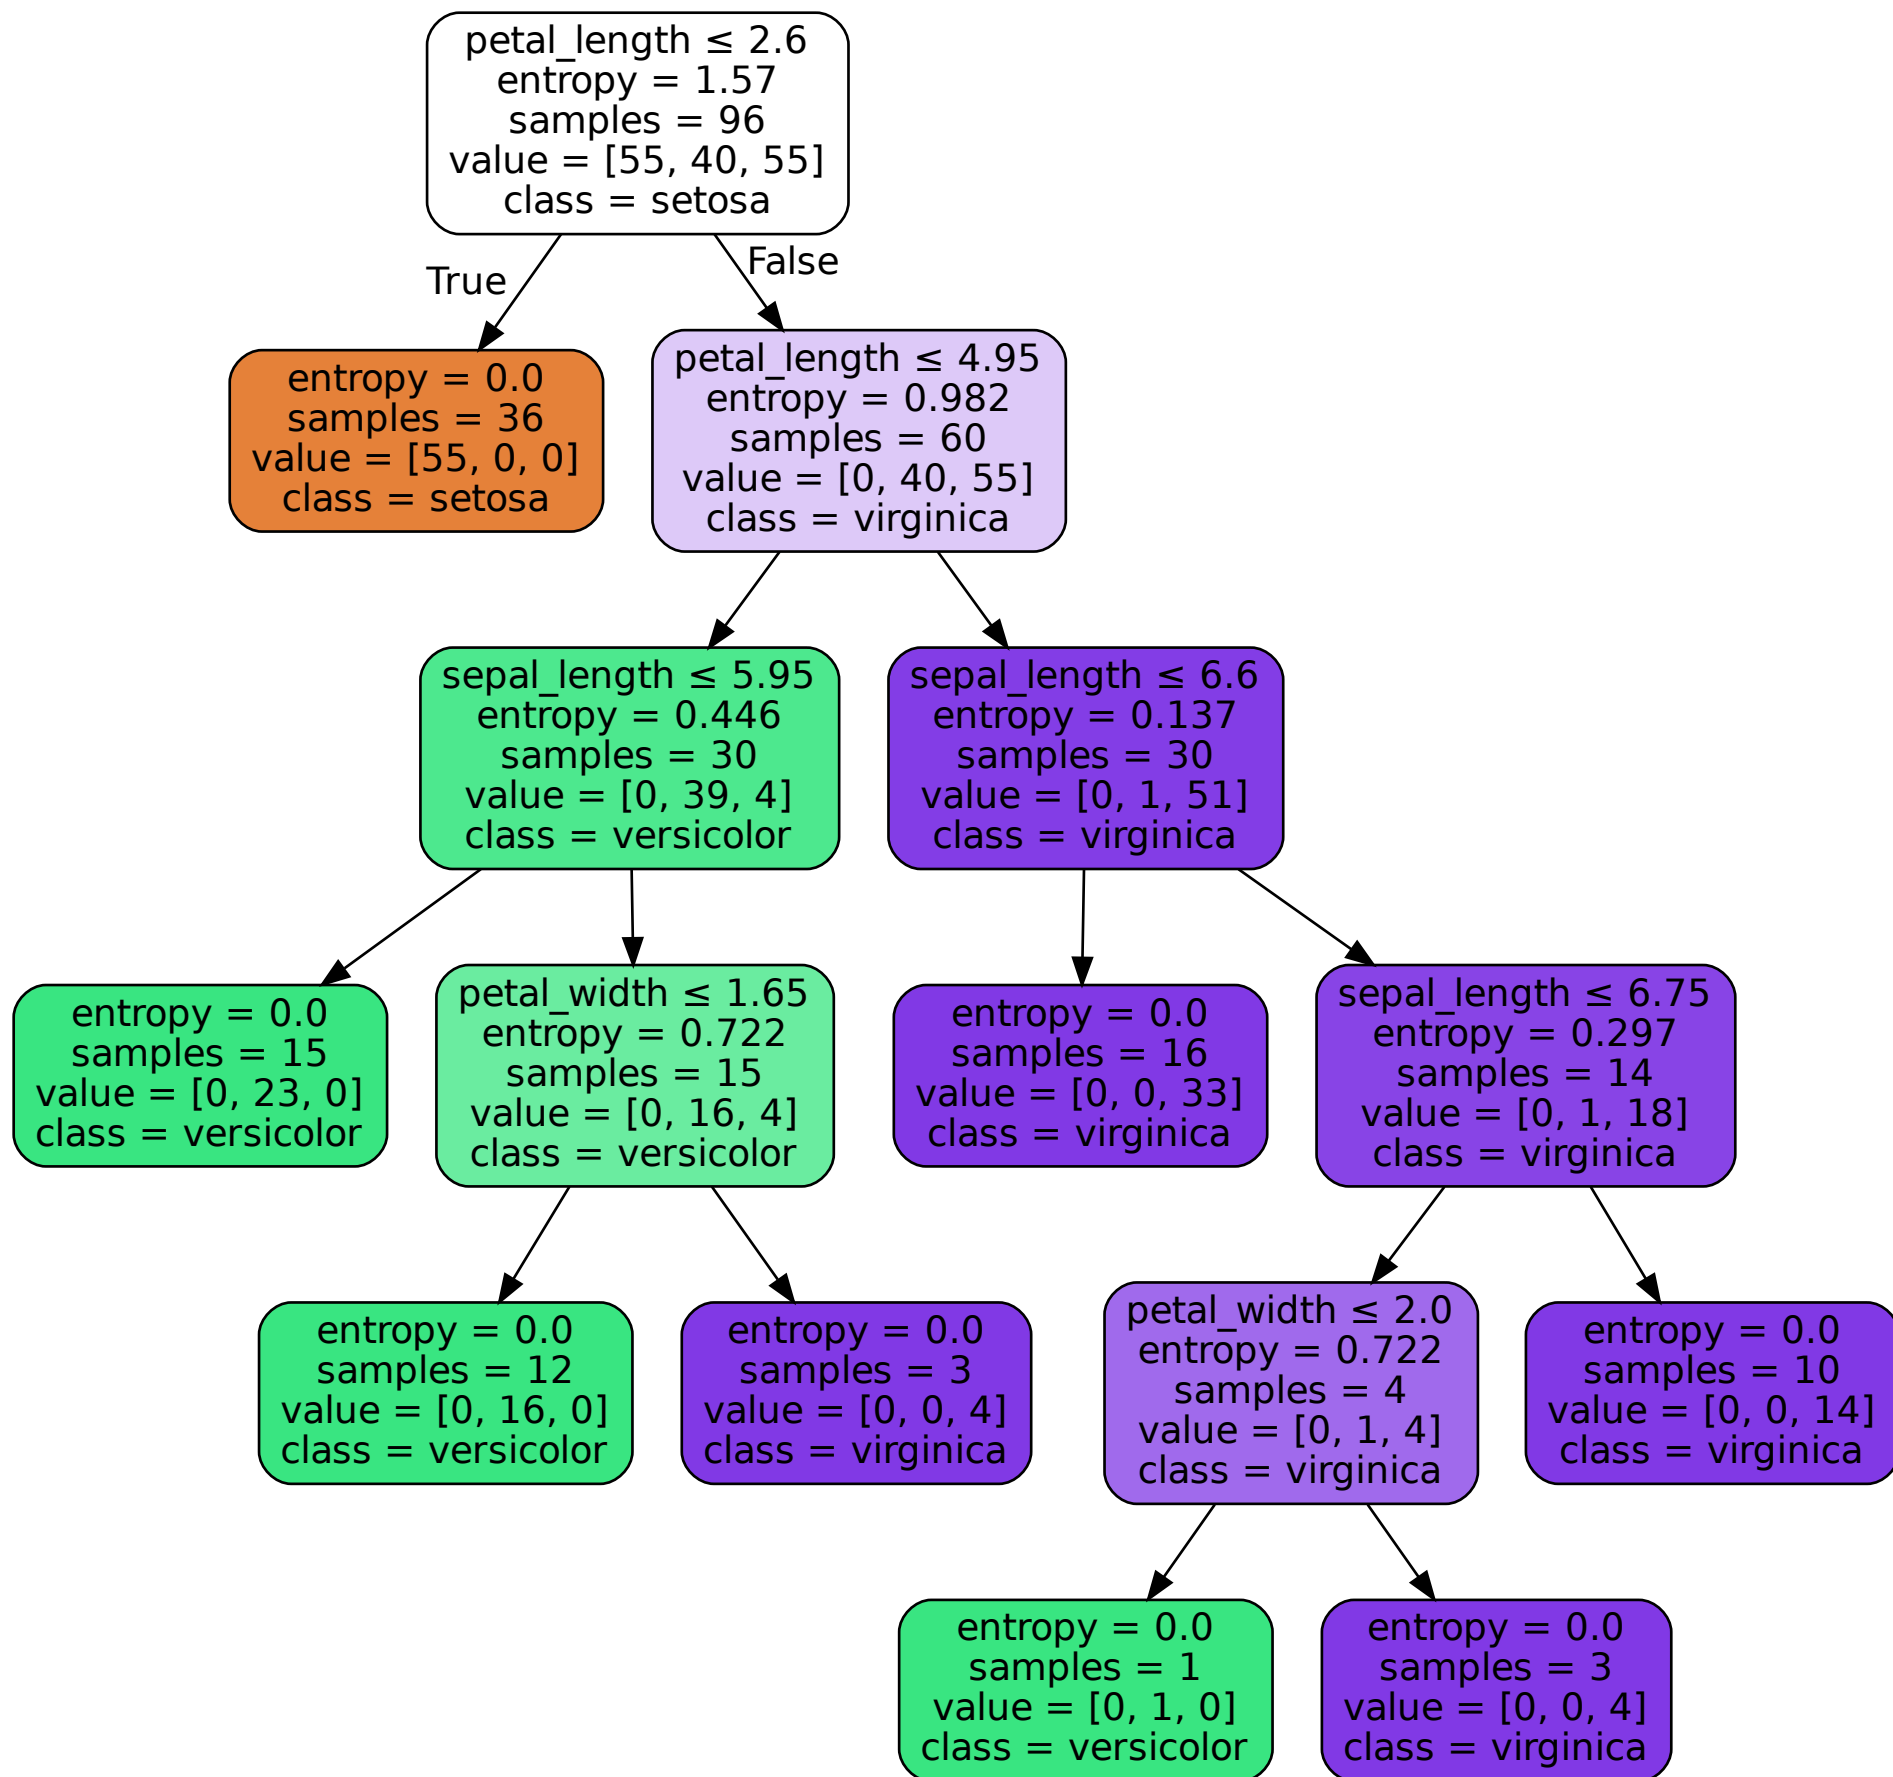 petal_length ≤ 2.6
entropy = 1.57
samples = 96
value = [55, 40, 55]
class = setosa
True
False
entropy = 0.0
samples = 36
value = [55, 0, 0]
class = setosa
petal_length ≤ 4.95
entropy = 0.982
samples = 60
value = [0, 40, 55]
class = virginica
sepal_length ≤ 5.95
entropy = 0.446
samples = 30
value = [0, 39, 4]
class = versicolor
sepal_length ≤ 6.6
entropy = 0.137
samples = 30
value = [0, 1, 51]
class = virginica
entropy = 0.0
samples = 15
value = [0, 23, 0]
class = versicolor
petal_width ≤ 1.65
entropy = 0.722
samples = 15
value = [0, 16, 4]
class = versicolor
entropy = 0.0
samples = 16
value = [0, 0, 33]
class = virginica
sepal_length ≤ 6.75
entropy = 0.297
samples = 14
value = [0, 1, 18]
class = virginica
entropy = 0.0
samples = 12
value = [0, 16, 0]
class = versicolor
entropy = 0.0
samples = 3
value = [0, 0, 4]
class = virginica
petal_width ≤ 2.0
entropy = 0.722
samples = 4
value = [0, 1, 4]
class = virginica
entropy = 0.0
samples = 10
value = [0, 0, 14]
class = virginica
entropy = 0.0
samples = 1
value = [0, 1, 0]
class = versicolor
entropy = 0.0
samples = 3
value = [0, 0, 4]
class = virginica